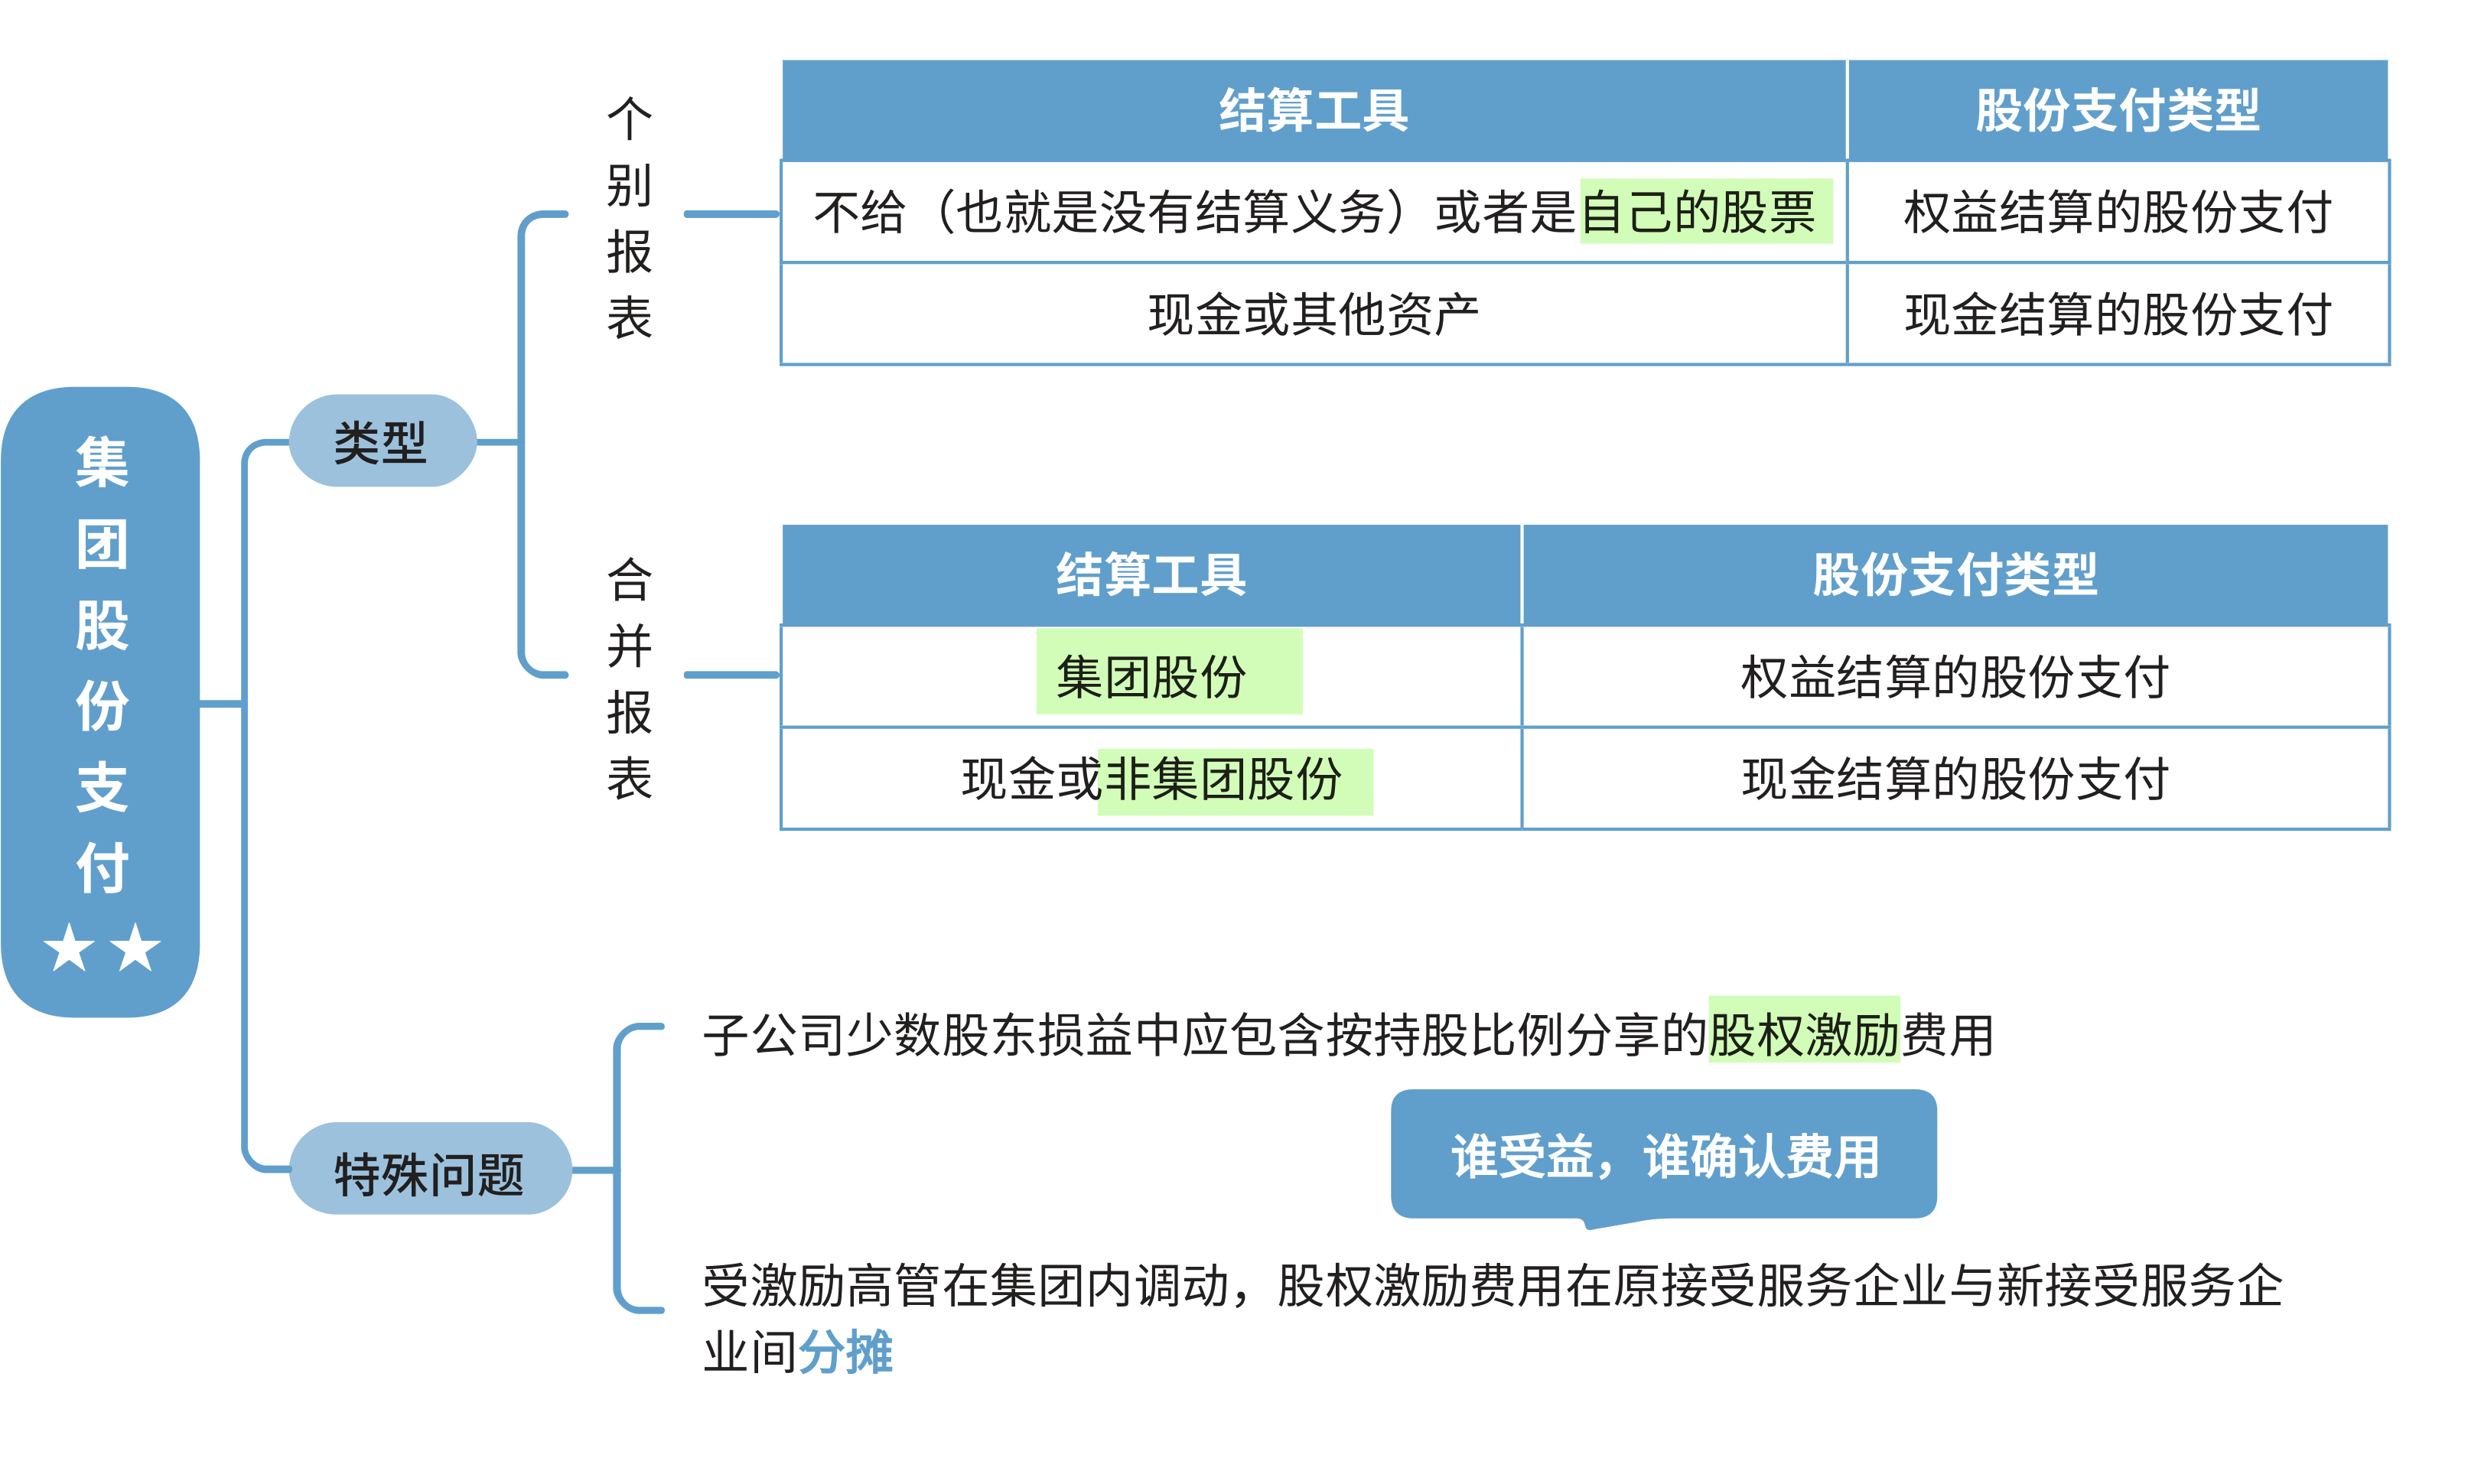 集团股份支付
★★
类型
个别报表
结算工具 股份支付类型
不给（也就是没有结算义务）或者是自己的股票 权益结算的股份支付
现金或其他资产 现金结算的股份支付
合并报表
结算工具 股份支付类型
集团股份 权益结算的股份支付
现金或非集团股份 现金结算的股份支付
特殊问题
子公司少数股东损益中应包含按持股比例分享的股权激励费用
谁受益，谁确认费用
受激励高管在集团内调动，股权激励费用在原接受服务企业与新接受服务企
业间分摊